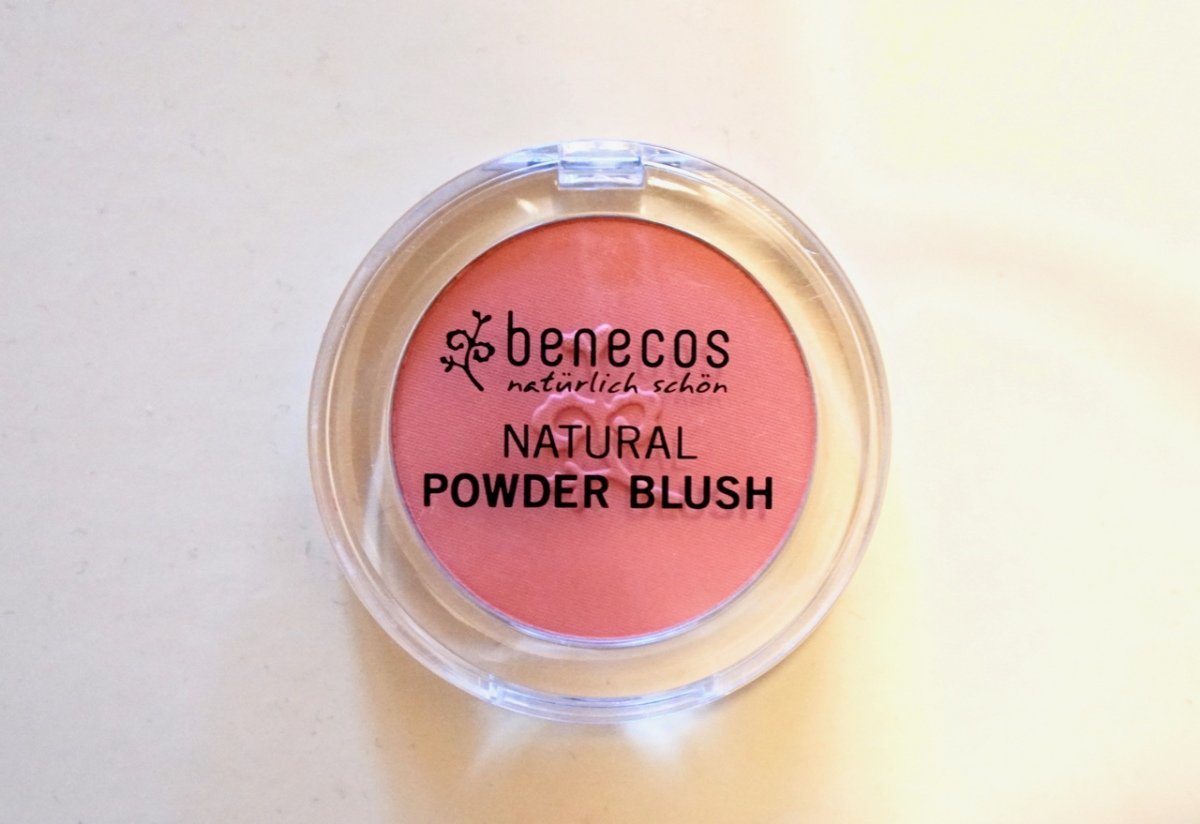 benecos
natürlich schön
NATURAL
POWDER BLUSH